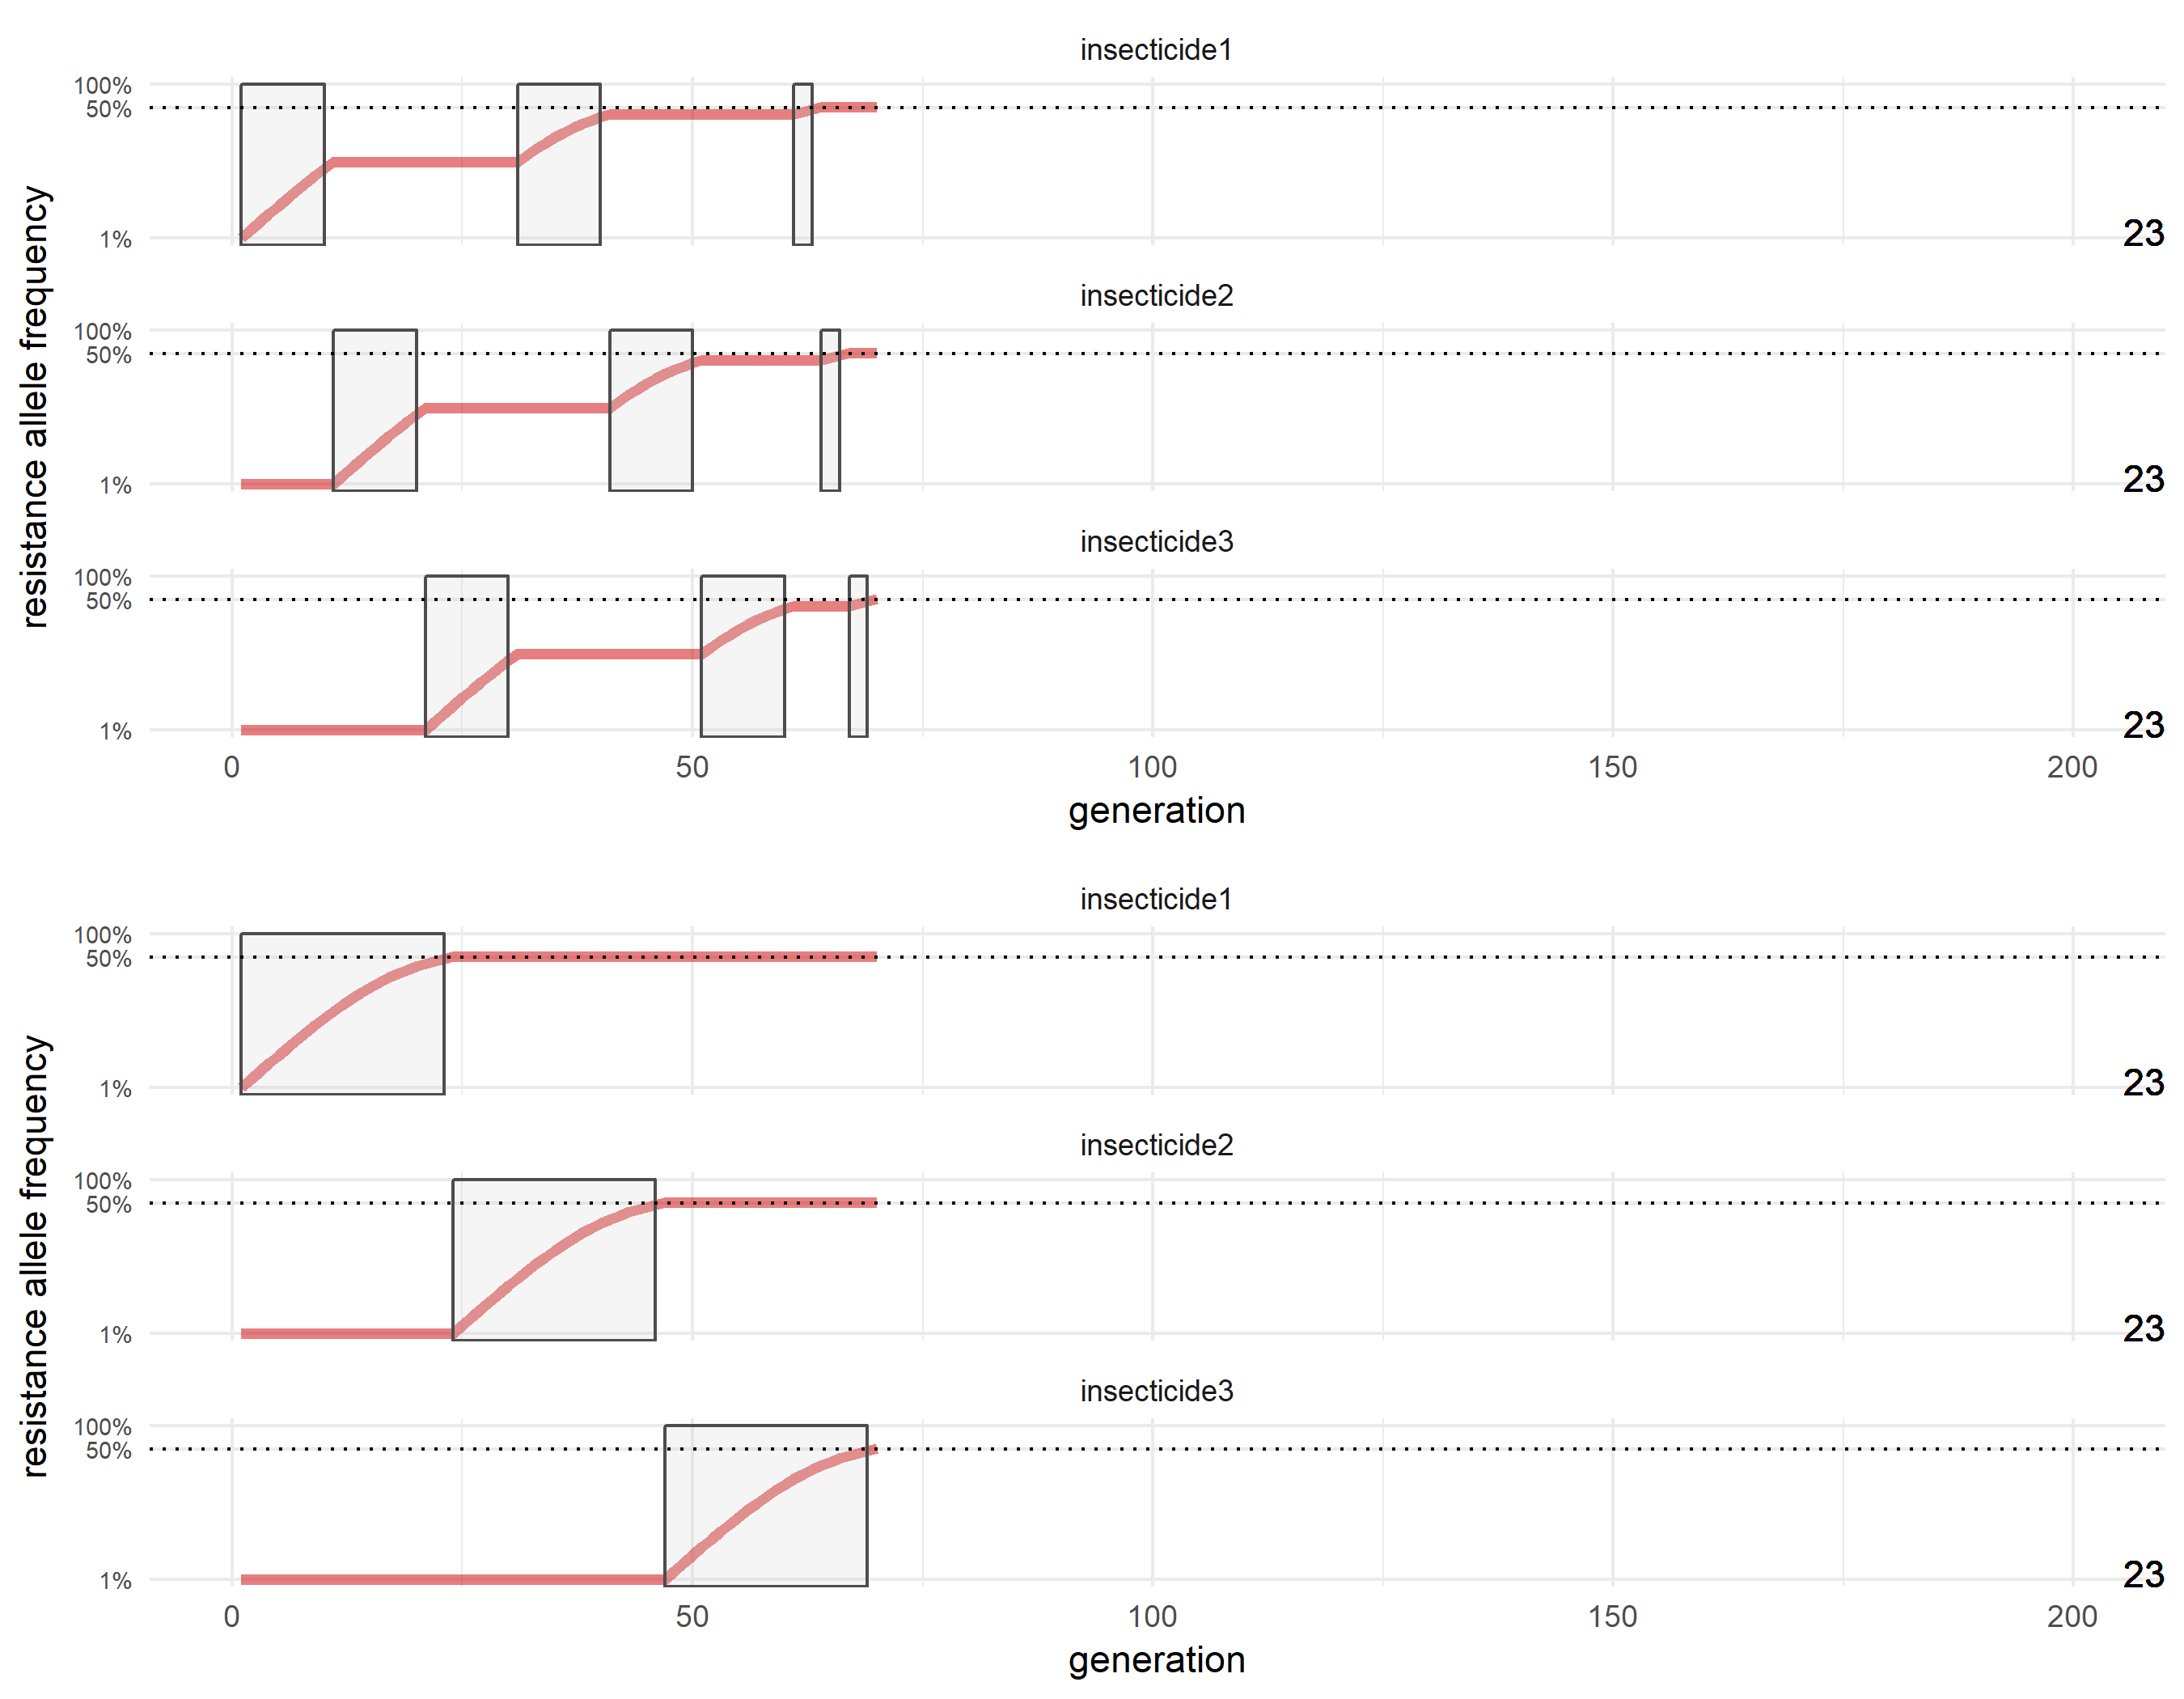 insecticide1
100%
50%
1%
23
insecticide2
100%
50%
1%
23
insecticide3
100%
50%
1%
23
resistance allele frequency
0 50 100 150 200
generation
insecticide1
100%
50%
1%
23
insecticide2
100%
50%
1%
23
insecticide3
100%
50%
1%
23
resistance allele frequency
0 50 100 150 200
generation